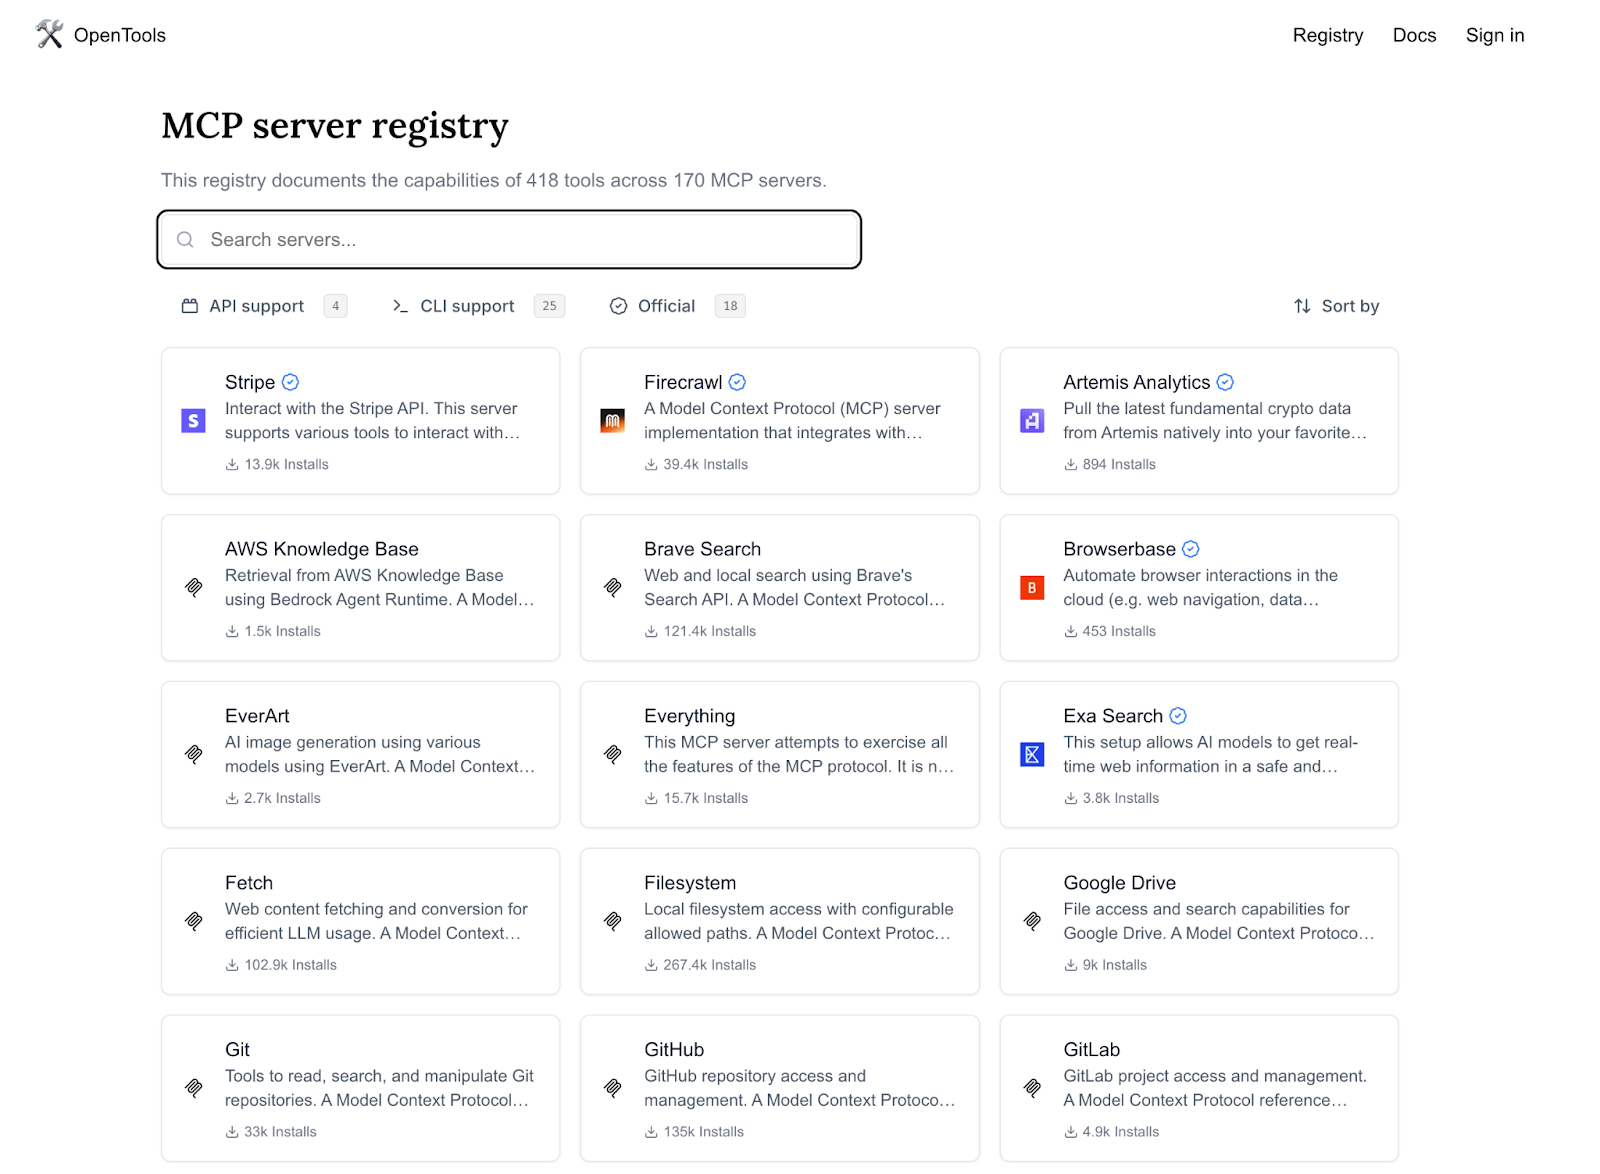 OpenTools
Registry Docs Sign in
MCP server registry
This registry documents the capabilities of 418 tools across 170 MCP servers.
Search servers...
API support 4 CLI support 25 Official 18 Sort by
Stripe
Interact with the Stripe API. This server
supports various tools to interact with...
13.9k Installs
Firecrawl
A Model Context Protocol (MCP) server
implementation that integrates with...
39.4k Installs
Artemis Analytics
Pull the latest fundamental crypto data
from Artemis natively into your favorite...
894 Installs
AWS Knowledge Base
Retrieval from AWS Knowledge Base
using Bedrock Agent Runtime. A Model...
1.5k Installs
Brave Search
Web and local search using Brave's
Search API. A Model Context Protocol...
121.4k Installs
B
Browserbase
Automate browser interactions in the
cloud (e.g. web navigation, data...
453 Installs
EverArt
AI image generation using various
models using EverArt. A Model Context...
2.7k Installs
Everything
This MCP server attempts to exercise all
the features of the MCP protocol. It is n...
15.7k Installs
Exa Search
This setup allows AI models to get real-
time web information in a safe and...
3.8k Installs
Fetch
Web content fetching and conversion for
efficient LLM usage. A Model Context...
102.9k Installs
Filesystem
Local filesystem access with configurable
allowed paths. A Model Context Protoc...
267.4k Installs
Google Drive
File access and search capabilities for
Google Drive. A Model Context Protoco...
9k Installs
Git
Tools to read, search, and manipulate Git
repositories. A Model Context Protocol...
33k Installs
GitHub
GitHub repository access and
management. A Model Context Protoco...
135k Installs
GitLab
GitLab project access and management.
A Model Context Protocol reference...
4.9k Installs